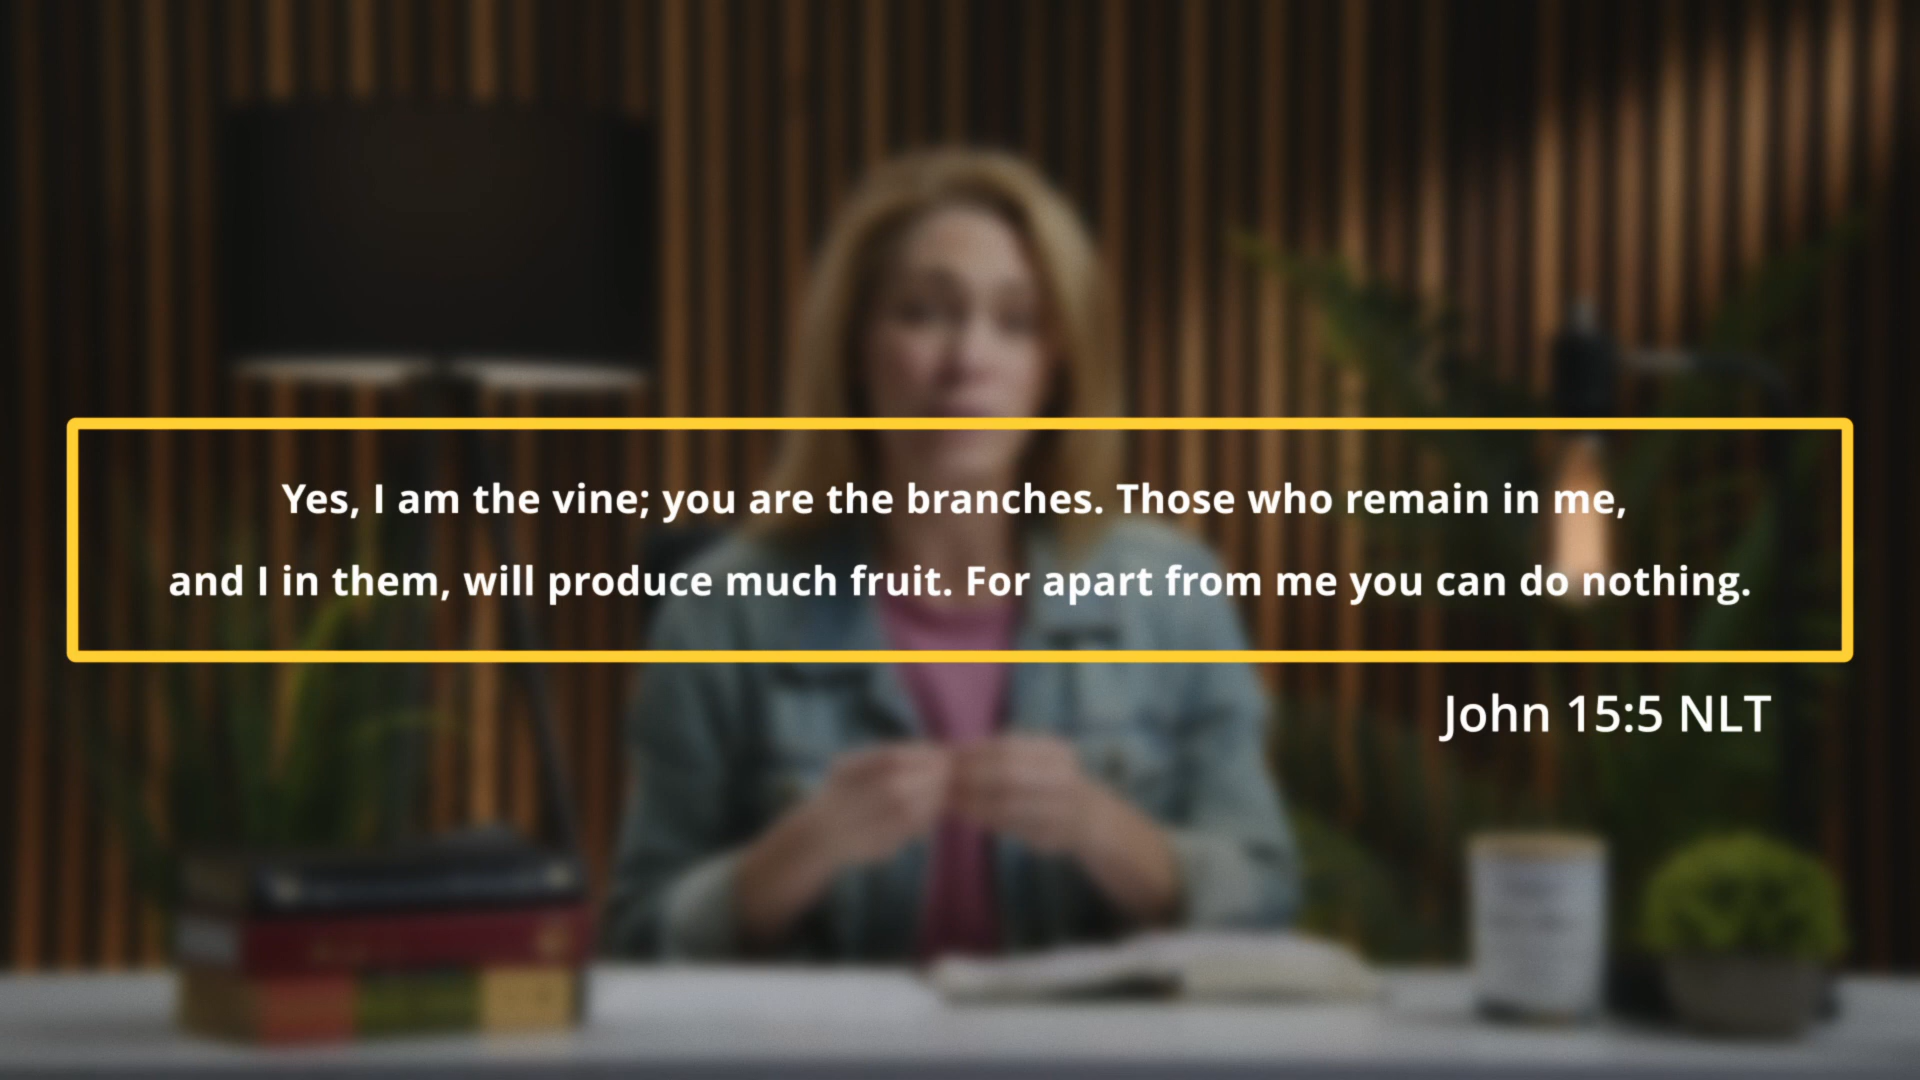 Yes, I am the vine; you are the branches. Those who remain in me,
and I in them, will produce much fruit. For apart from me you can do nothing.
John 15:5 NLT